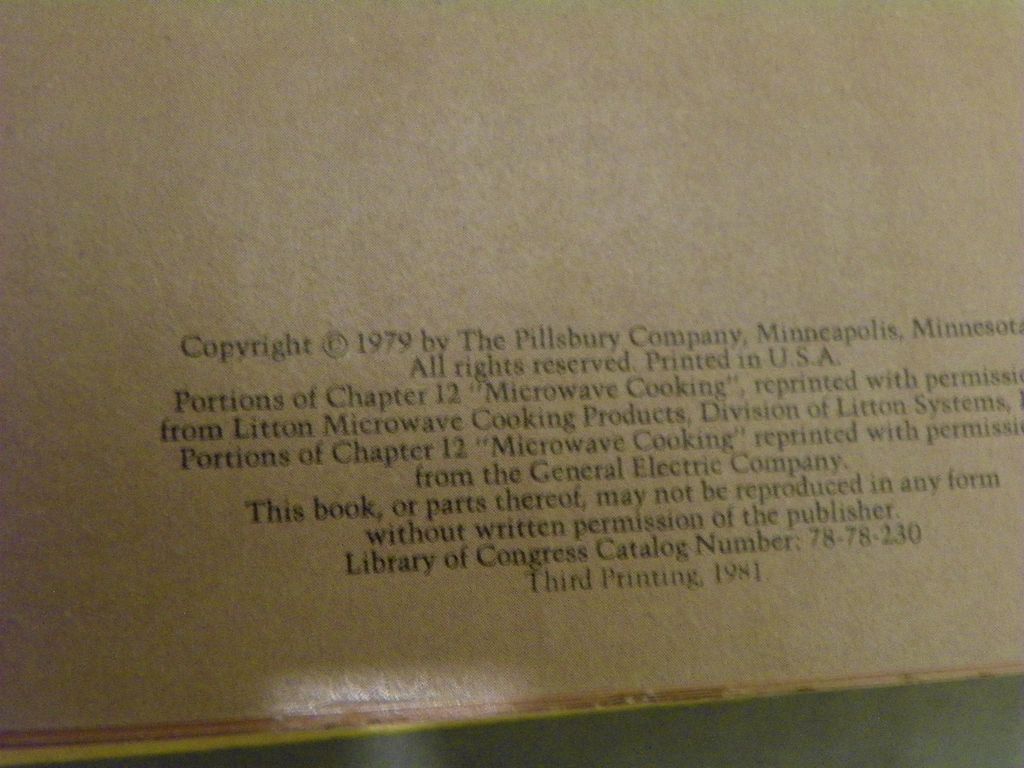 Copyright © 1979 by The Pillsbury Company, Minneapolis, Minnesota
All rights reserved. Printed in U.S.A.
Portions of Chapter 12 "Microwave Cooking", reprinted with permissio
from Litton Microwave Cooking Products, Division of Litton Systems,
Portions of Chapter 12 "Microwave Cooking" reprinted with permissio
from the General Electric Company.
This book, or parts thereof, may not be reproduced in any form
without written permission of the publisher.
Library of Congress Catalog Number: 78-78-230
Third Printing, 1981